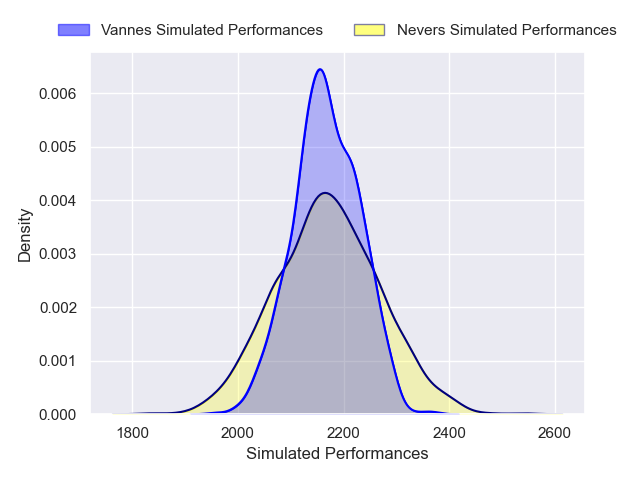 Vannes Simulated Performances Nevers Simulated Performances
0.006
0.005
0.004
0.003
0.002
0.001
0.000
Density
1800 2000 2200 2400 2600
Simulated Performances